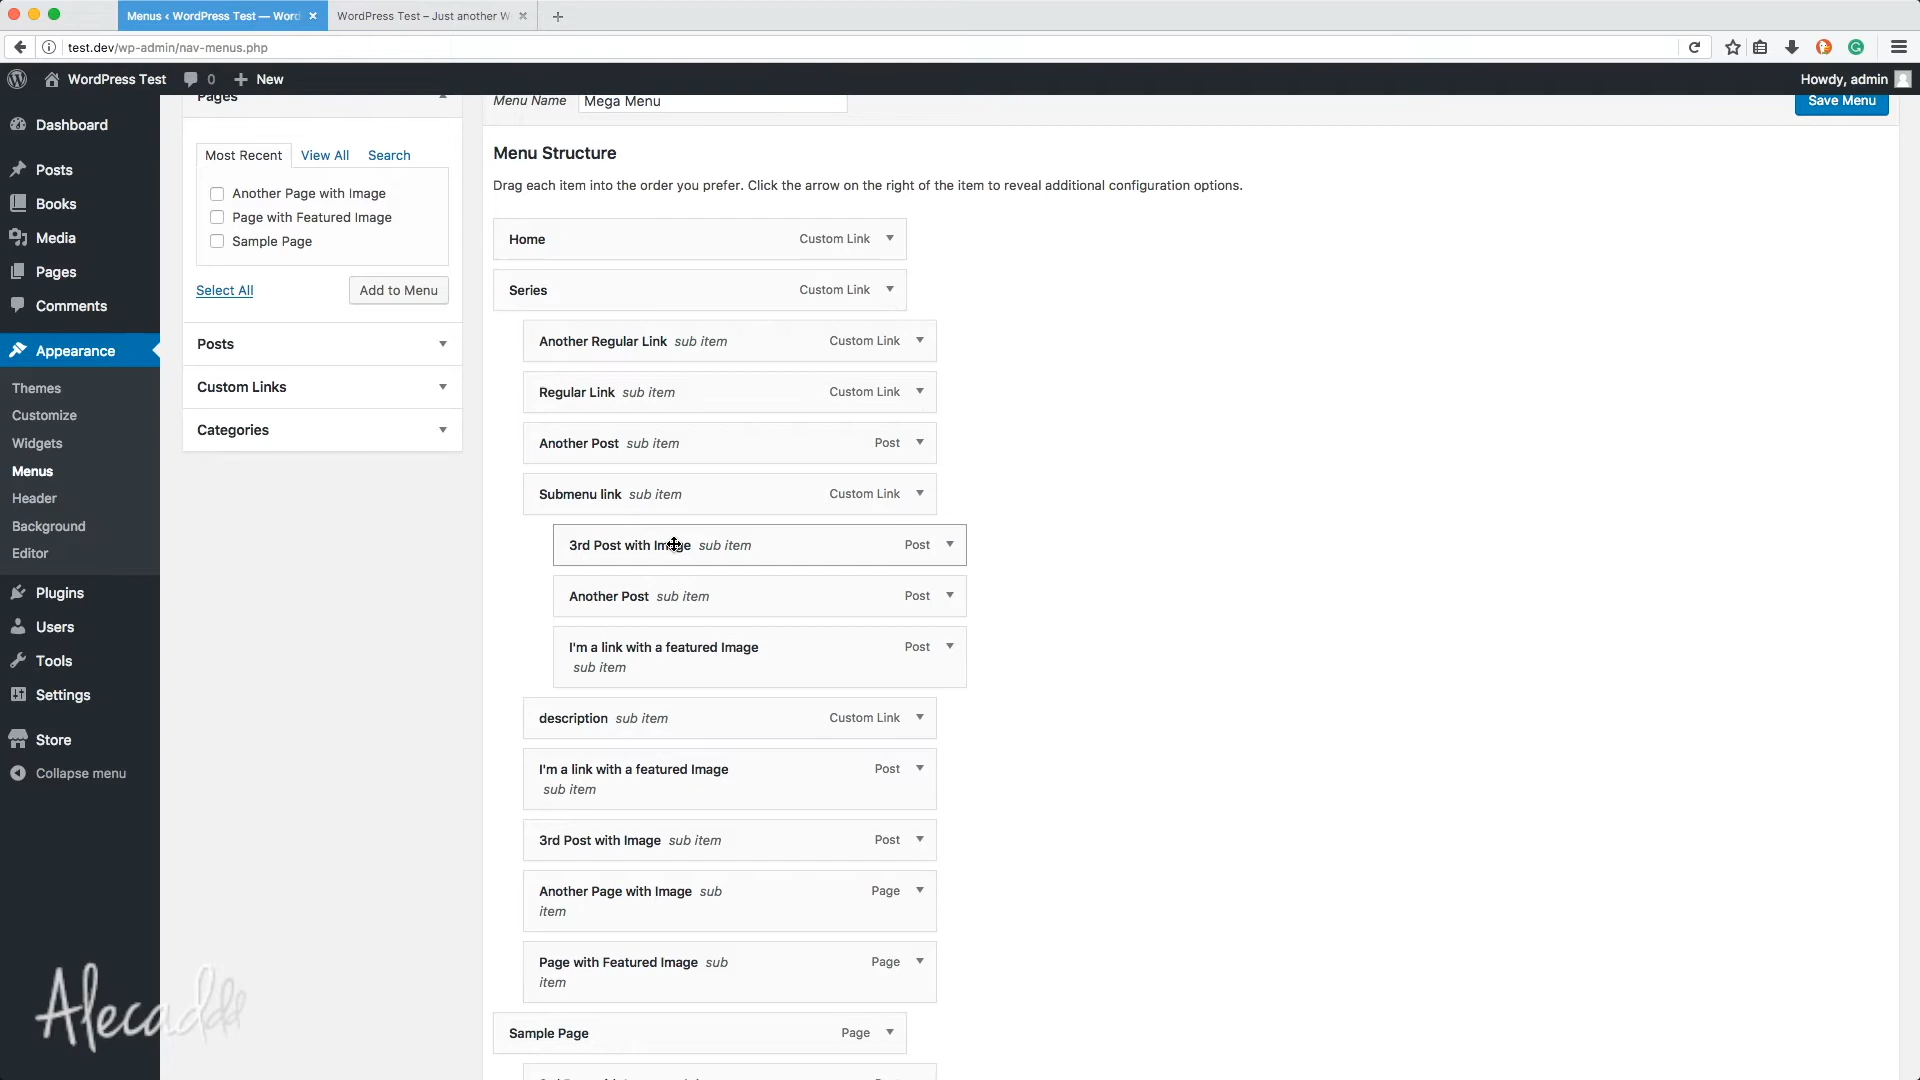 Menus ‹ WordPress Test — Word
WordPress Test – Just another W
test.dev/wp-admin/nav-menus.php
WordPress Test
0
New
Howdy, admin
Dashboard
Posts
Books
Media
Pages
Comments
Appearance
Themes
Customize
Widgets
Menus
Header
Background
Editor
Plugins
Users
Tools
Settings
Store
Collapse menu
Pages
Most Recent
View All
Search
Another Page with Image
Page with Featured Image
Sample Page
Select All
Add to Menu
Posts
Custom Links
Categories
Menu Name
Mega Menu
Save Menu
Menu Structure
Drag each item into the order you prefer. Click the arrow on the right of the item to reveal additional configuration options.
Home Custom Link
Series Custom Link
Another Regular Link sub item Custom Link
Regular Link sub item Custom Link
Another Post sub item Post
Submenu link sub item Custom Link
3rd Post with Image sub item Post
Another Post sub item Post
I'm a link with a featured Image Post
sub item
description sub item Custom Link
I'm a link with a featured Image Post
sub item
3rd Post with Image sub item Post
Another Page with Image sub Page
item
Page with Featured Image sub Page
item
Sample Page Page
Alecaddd